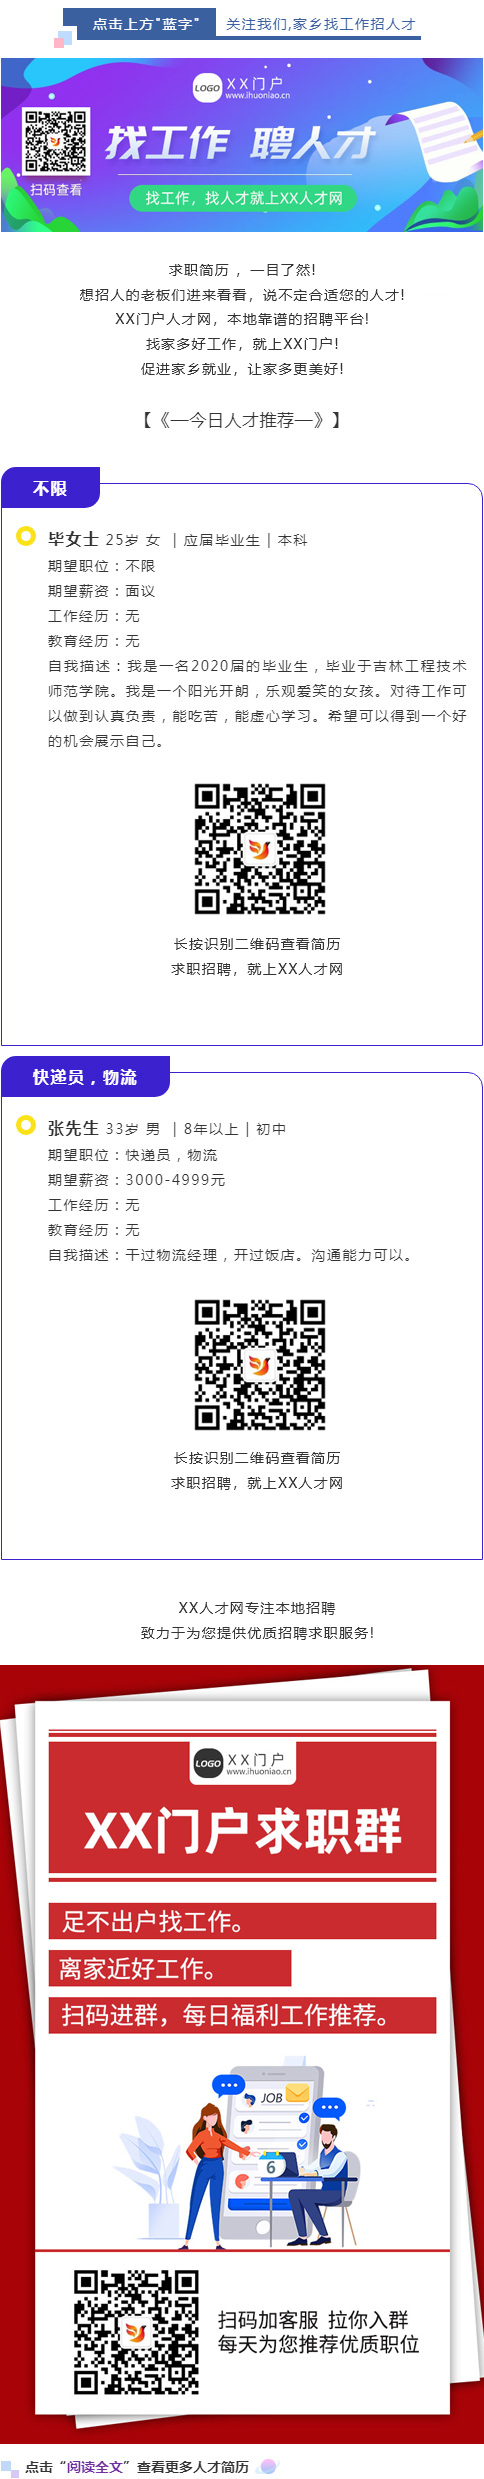 点击上方"蓝字"
关注我们,家乡找工作招人才
LOGO
XX门户
www.ihuoniao.cn
找工作 聘人才
扫码查看
找工作，找人才就上XX人才网
求职简历 ，一目了然!
想招人的老板们进来看看，说不定合适您的人才!
XX门户人才网，本地靠谱的招聘平台!
找家乡好工作，就上XX门户!
促进家乡就业，让家乡更美好!
【《—今日人才推荐—》】
不限
毕女士 25岁 女 | 应届毕业生 | 本科
期望职位：不限
期望薪资：面议
工作经历：无
教育经历：无
自我描述：我是一名2020届的毕业生，毕业于吉林工程技术
师范学院。我是一个阳光开朗，乐观爱笑的女孩。对待工作可
以做到认真负责，能吃苦，能虚心学习。希望可以得到一个好
的机会展示自己。
长按识别二维码查看简历
求职招聘，就上XX人才网
快递员，物流
张先生 33岁 男 | 8年以上 | 初中
期望职位：快递员，物流
期望薪资：3000-4999元
工作经历：无
教育经历：无
自我描述：干过物流经理，开过饭店。沟通能力可以。
长按识别二维码查看简历
求职招聘，就上XX人才网
XX人才网专注本地招聘
致力于为您提供优质招聘求职服务!
LOGO
XX门户
www.ihuoniao.cn
XX门户求职群
足不出户找工作。
离家近好工作。
扫码进群，每日福利工作推荐。
JOB
6
扫码加客服 拉你入群
每天为您推荐优质职位
点击“阅读全文”查看更多人才简历